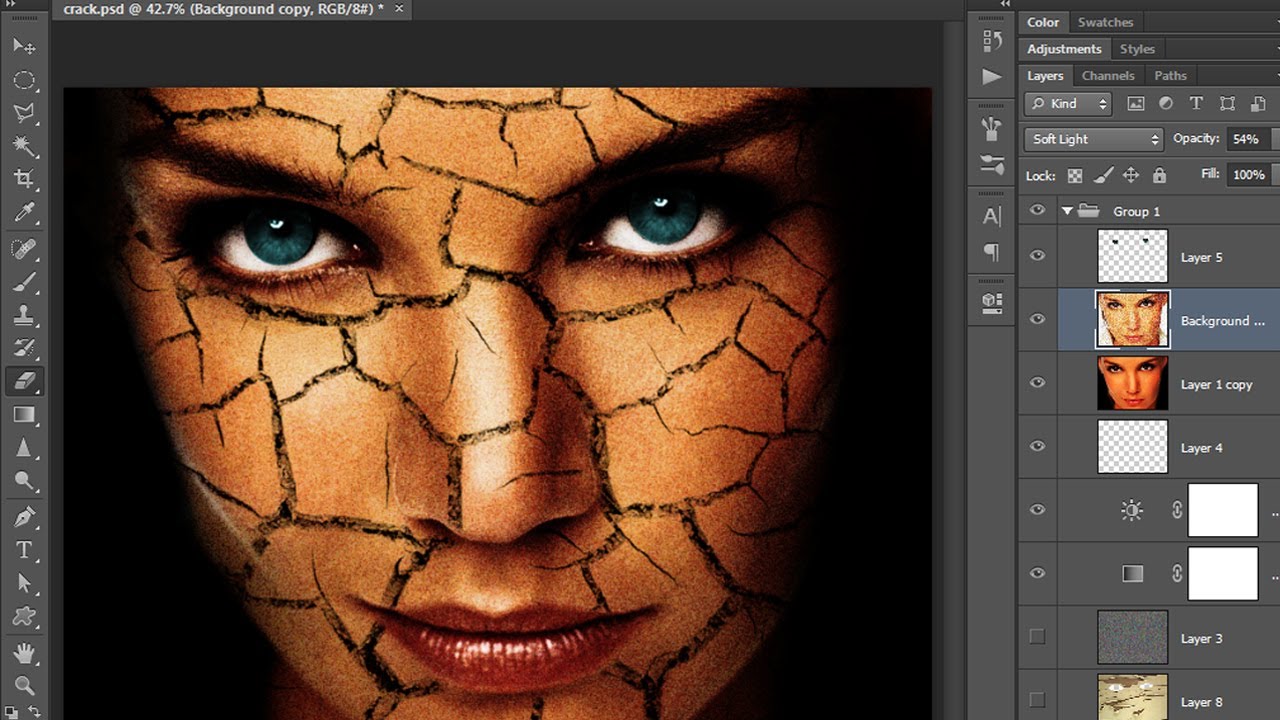 crack.psd @ 42.7% (Background copy, RGB/8#) * ×
Color Swatches
Adjustments Styles
Layers Channels Paths
Kind
Soft Light Opacity: 54%
Lock: Fill: 100%
Group 1
Layer 5
Background ...
Layer 1 copy
Layer 4
Layer 3
Layer 8